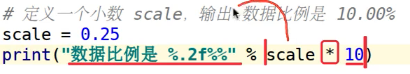 # 定义一个小数 scale，输出 数据比例是 10.00%
scale = 0.25
print("数据比例是 %.2f%%" % scale * 10)